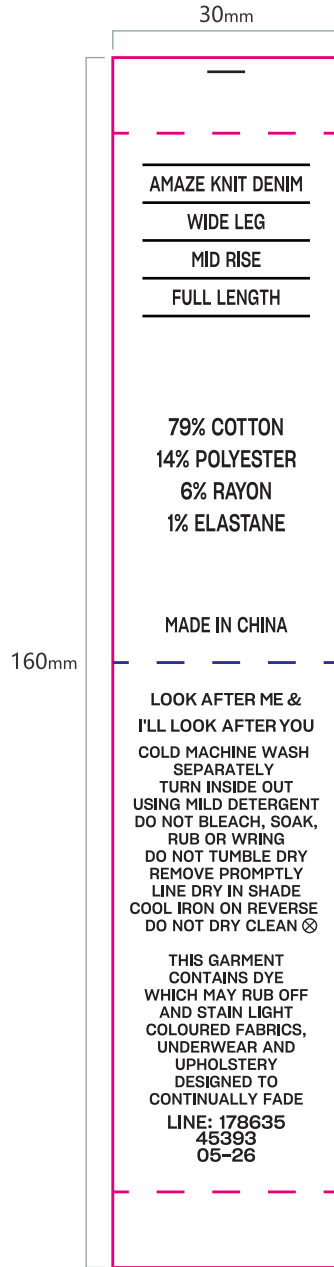 30mm
AMAZE KNIT DENIM
WIDE LEG
MID RISE
FULL LENGTH
79% COTTON
14% POLYESTER
6% RAYON
1% ELASTANE
MADE IN CHINA
160mm
LOOK AFTER ME &
I'LL LOOK AFTER YOU
COLD MACHINE WASH
SEPARATELY
TURN INSIDE OUT
USING MILD DETERGENT
DO NOT BLEACH, SOAK,
RUB OR WRING
DO NOT TUMBLE DRY
REMOVE PROMPTLY
LINE DRY IN SHADE
COOL IRON ON REVERSE
DO NOT DRY CLEAN ⊗
THIS GARMENT
CONTAINS DYE
WHICH MAY RUB OFF
AND STAIN LIGHT
COLOURED FABRICS,
UNDERWEAR AND
UPHOLSTERY
DESIGNED TO
CONTINUALLY FADE
LINE: 178635
45393
05-26